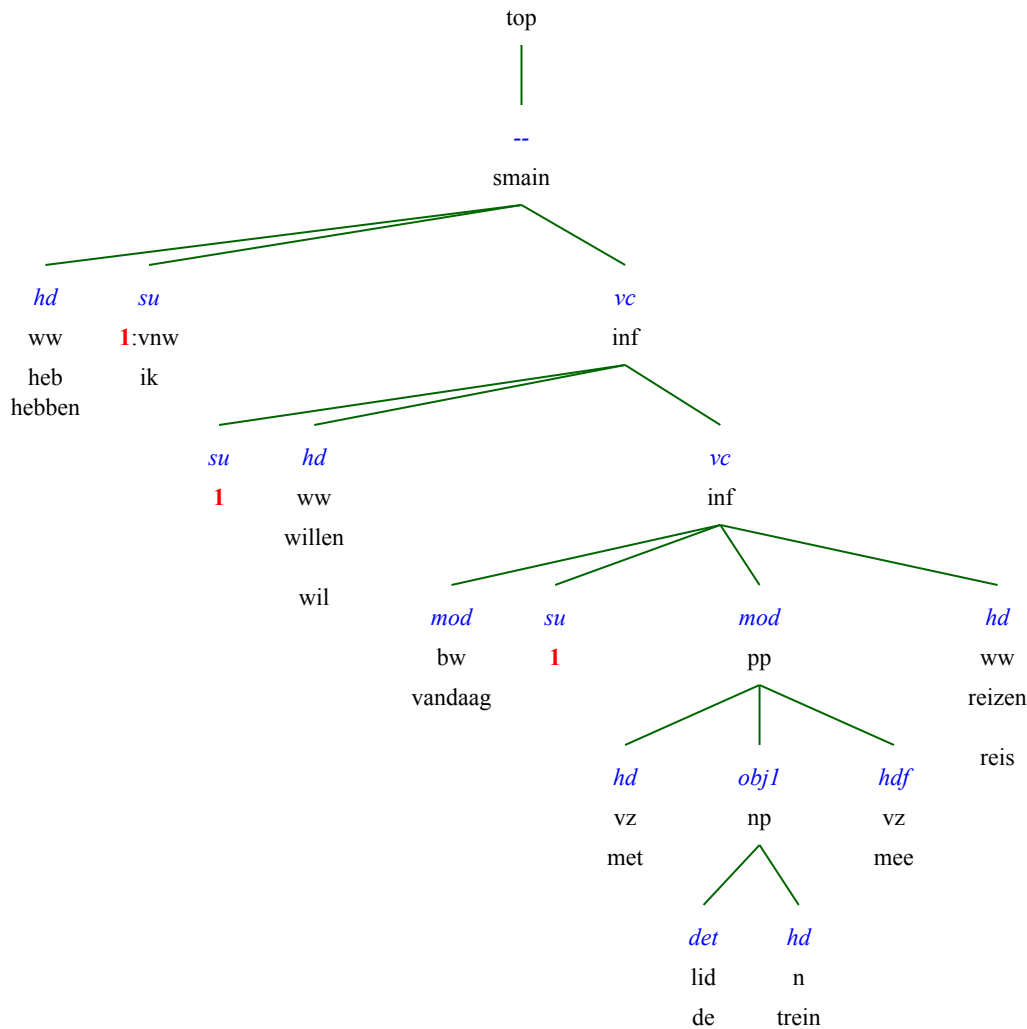 top
--
smain
hd su vc
ww 1:vnw inf
heb ik
hebben
su hd vc
1 ww inf
willen
wil
mod su mod hd
bw 1 pp ww
vandaag reizen
reis
hd obj1 hdf
vz np vz
met mee
det hd
lid n
de trein